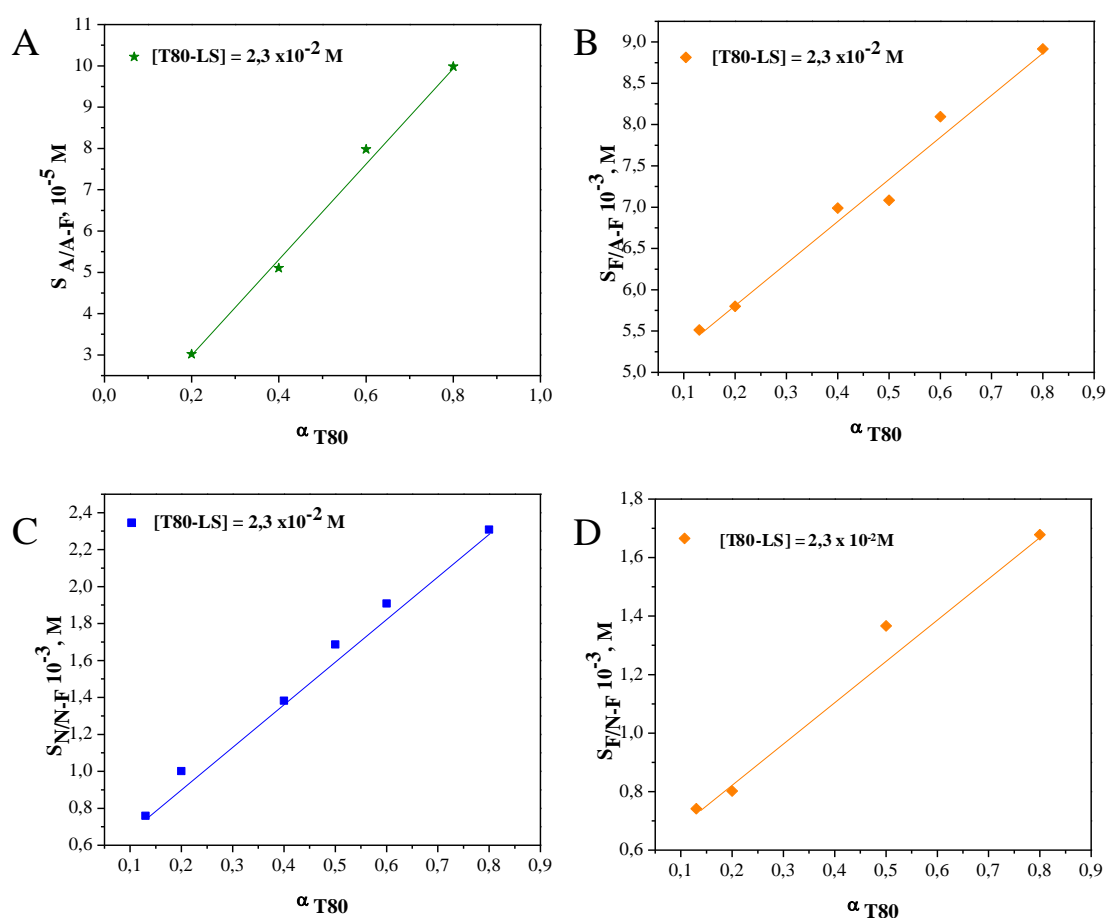 A
★ [T80-LS] = 2,3 x10⁻² M
S A/A-F, 10⁻⁵ M
11
10
9
8
7
6
5
4
3
0,0 0,2 0,4 0,6 0,8 1,0
α T80
B
◆ [T80-LS] = 2,3 x10⁻² M
S F/A-F 10⁻³, M
9,0
8,5
8,0
7,5
7,0
6,5
6,0
5,5
5,0
0,1 0,2 0,3 0,4 0,5 0,6 0,7 0,8 0,9
α T80
C
■ [T80-LS] = 2,3 x10⁻² M
S N/N-F 10⁻³, M
2,4
2,2
2,0
1,8
1,6
1,4
1,2
1,0
0,8
0,6
0,1 0,2 0,3 0,4 0,5 0,6 0,7 0,8 0,9
α T80
D
◆ [T80-LS] = 2,3 x 10⁻² M
S F/N-F 10⁻³, M
1,8
1,6
1,4
1,2
1,0
0,8
0,6
0,1 0,2 0,3 0,4 0,5 0,6 0,7 0,8 0,9
α T80